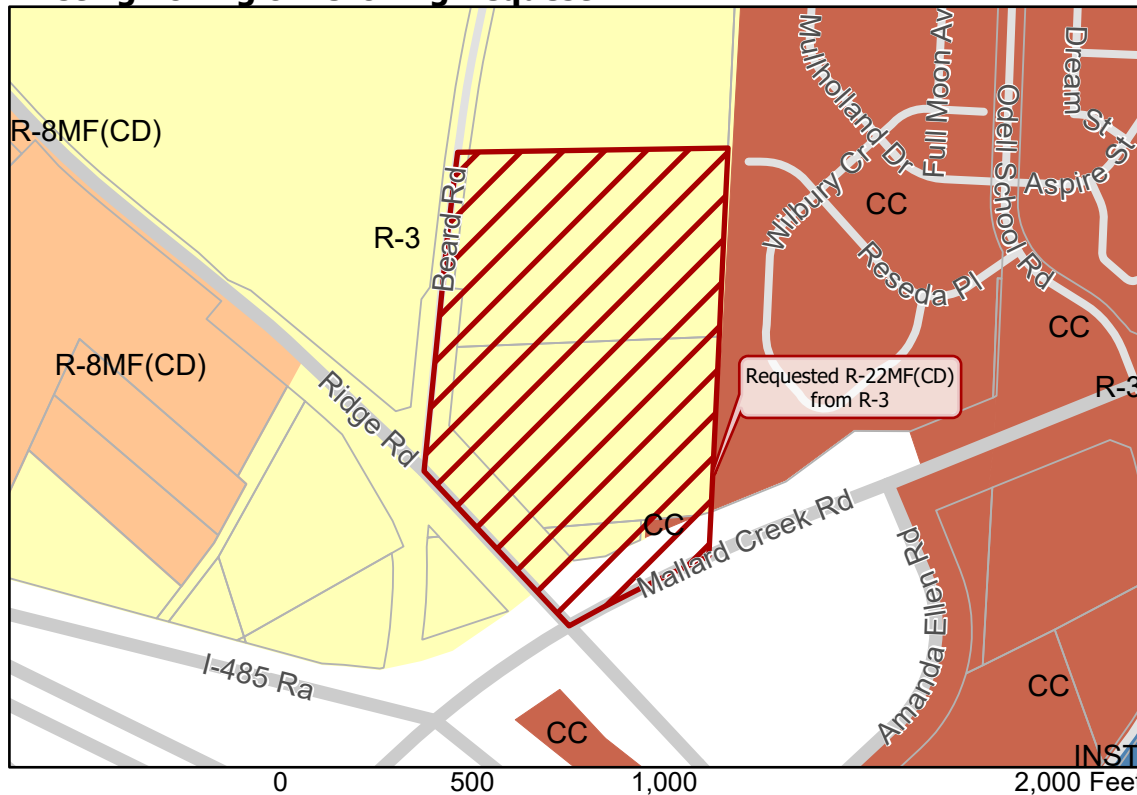 R-8MF(CD)
Mullholland Dr
Full Moon Av
Dream St
Odell School Rd
Aspire St
Wilbury Cr
CC
R-3
Beard Rd
Reseda Pl
CC
R-8MF(CD)
Requested R-22MF(CD)
from R-3
R-3
Ridge Rd
CC
Mallard Creek Rd
Amanda Ellen Rd
I-485 Ra
CC
CC
INST
0 500 1,000 2,000 Feet